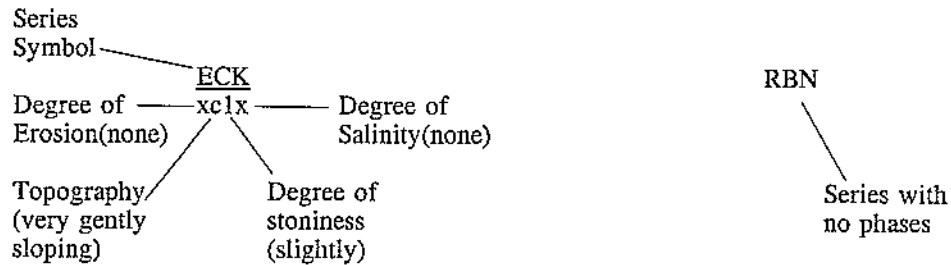 Series
Symbol
ECK
xc1x
Degree of
Erosion(none)
Degree of
Salinity(none)
Topography
(very gently
sloping)
Degree of
stoniness
(slightly)
RBN
Series with
no phases